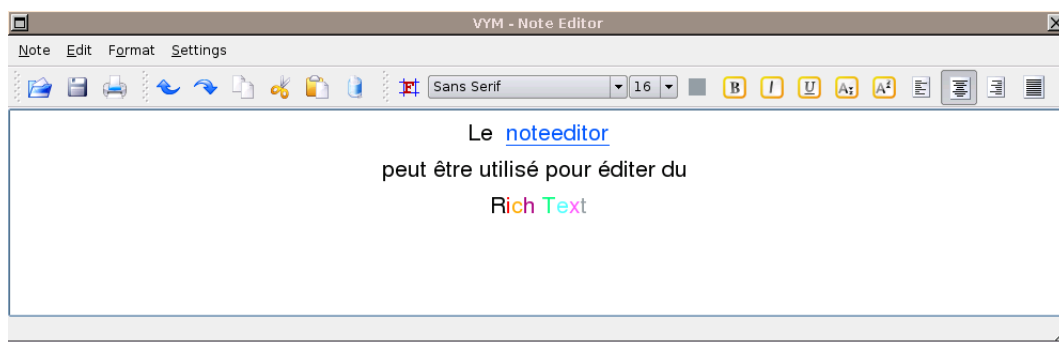 VYM - Note Editor
Note Edit Format Settings
Sans Serif 16 B I U A A
Le noteeditor
peut être utilisé pour éditer du
Rich Text